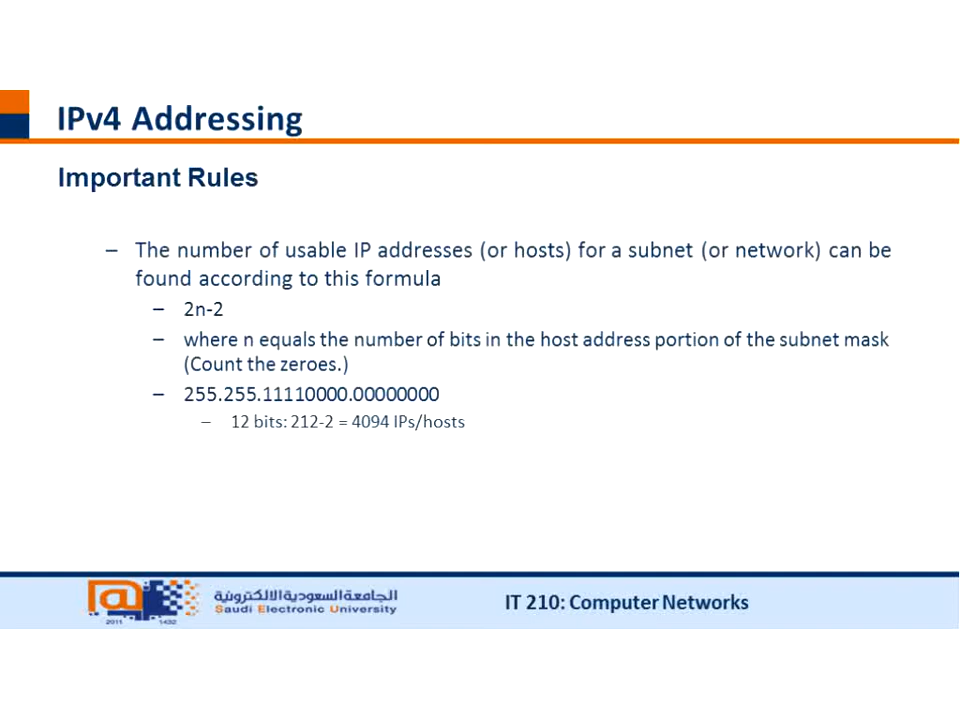 IPv4 Addressing
Important Rules
– The number of usable IP addresses (or hosts) for a subnet (or network) can be
found according to this formula
– 2n-2
– where n equals the number of bits in the host address portion of the subnet mask
(Count the zeroes.)
– 255.255.11110000.00000000
– 12 bits: 212-2 = 4094 IPs/hosts
الجامعة السعودية الالكترونية
Saudi Electronic University
2011 1432
IT 210: Computer Networks